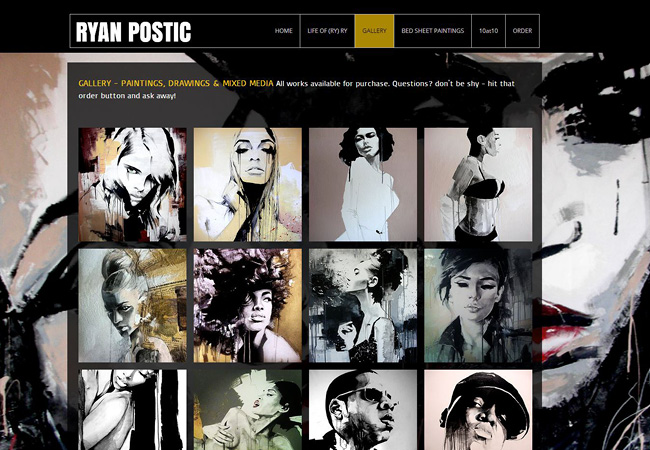 RYAN POSTIC
HOME
LIFE OF (RY) RY
GALLERY
BED SHEET PAINTINGS
10at10
ORDER
GALLERY - PAINTINGS, DRAWINGS & MIXED MEDIA All works available for purchase. Questions? don't be shy - hit that
order button and ask away!